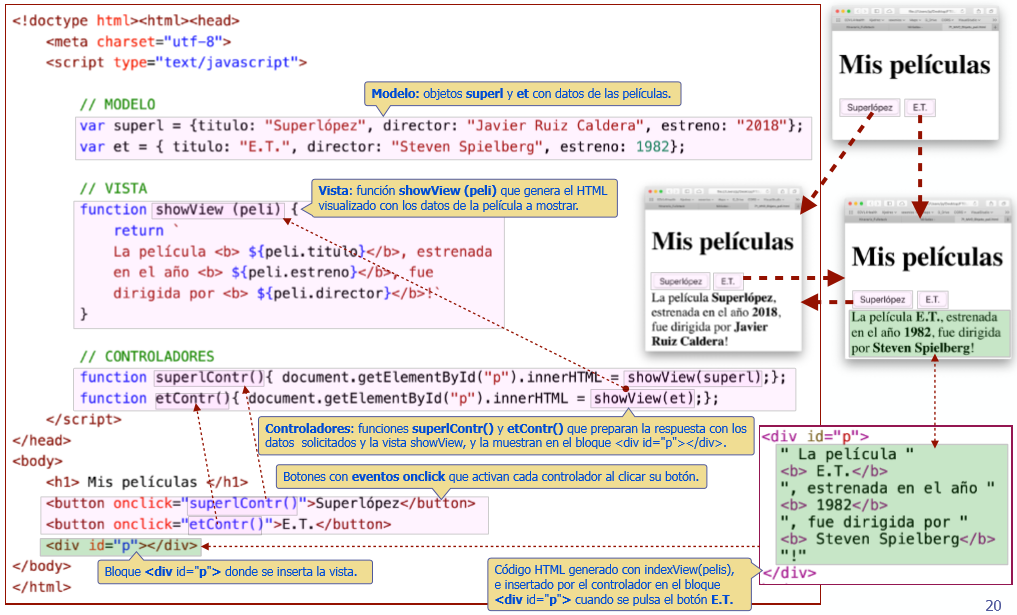 <!doctype html><html><head>
<meta charset="utf-8">
<script type="text/javascript">
// MODELO
Modelo: objetos superl y et con datos de las películas.
var superl = {titulo: "Superlópez", director: "Javier Ruiz Caldera", estreno: "2018"};
var et = { titulo: "E.T.", director: "Steven Spielberg", estreno: 1982};
// VISTA
Vista: función showView (peli) que genera el HTML
visualizado con los datos de la película a mostrar.
function showView (peli) {
return `
La película <b> ${peli.titulo}</b>, estrenada
en el año <b> ${peli.estreno}</b>, fue
dirigida por <b> ${peli.director}</b>!`
}
// CONTROLADORES
function superlContr(){ document.getElementById("p").innerHTML = showView(superl);};
function etContr(){ document.getElementById("p").innerHTML = showView(et);};
</script>
Controladores: funciones superlContr() y etContr() que preparan la respuesta con los
datos solicitados y la vista showView, y la muestran en el bloque <div id="p"></div>.
</head>
<body>
Botones con eventos onclick que activan cada controlador al clicar su botón.
<h1> Mis películas </h1>
<button onclick="superlContr()">Superlópez</button>
<button onclick="etContr()">E.T.</button>
<div id="p"></div>
</body>
Bloque <div id="p"> donde se inserta la vista.
</html>
Mis películas
Superlópez E.T.
Mis películas
Superlópez E.T.
La película Superlópez,
estrenada en el año 2018,
fue dirigida por Javier
Ruiz Caldera!
Mis películas
Superlópez E.T.
La película E.T., estrenada
en el año 1982, fue dirigida
por Steven Spielberg!
<div id="p">
" La película "
<b> E.T.</b>
", estrenada en el año "
<b> 1982</b>
", fue dirigida por "
<b> Steven Spielberg</b>
"!"
</div>
Código HTML generado con indexView(pelis),
e insertado por el controlador en el bloque
<div id="p"> cuando se pulsa el botón E.T.
20